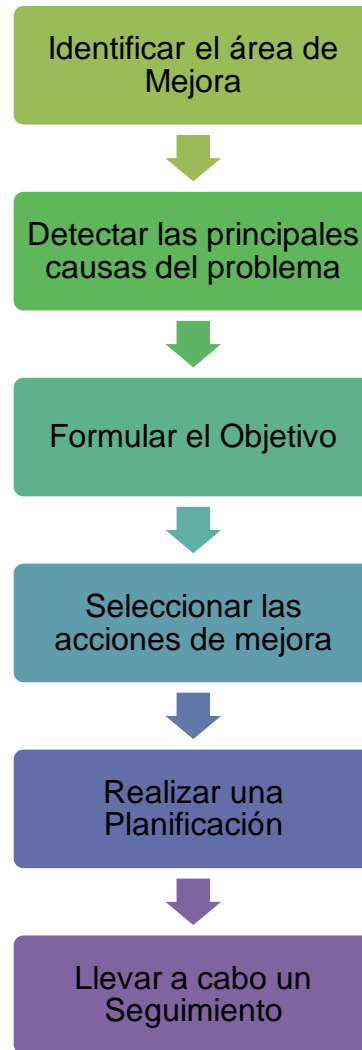 Identificar el área de
Mejora
Detectar las principales
causas del problema
Formular el Objetivo
Seleccionar las
acciones de mejora
Realizar una
Planificación
Llevar a cabo un
Seguimiento